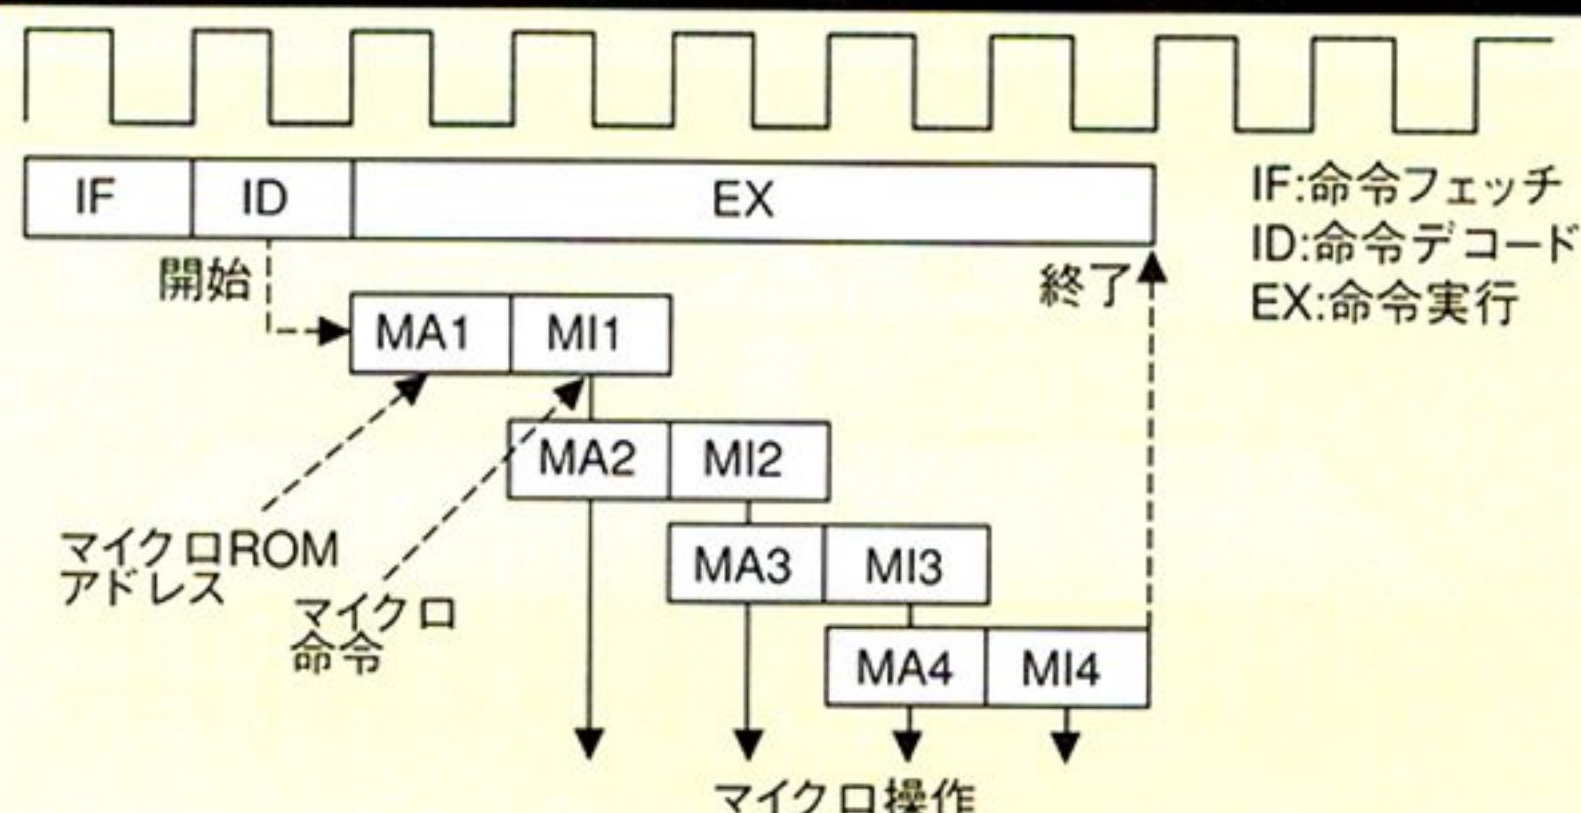 IF
ID
EX
IF:命令フェッチ
ID:命令デコード
EX:命令実行
開始
終了
MA1
MI1
MA2
MI2
マイクロROM
アドレス
マイクロ
命令
MA3
MI3
MA4
MI4
マイクロ操作